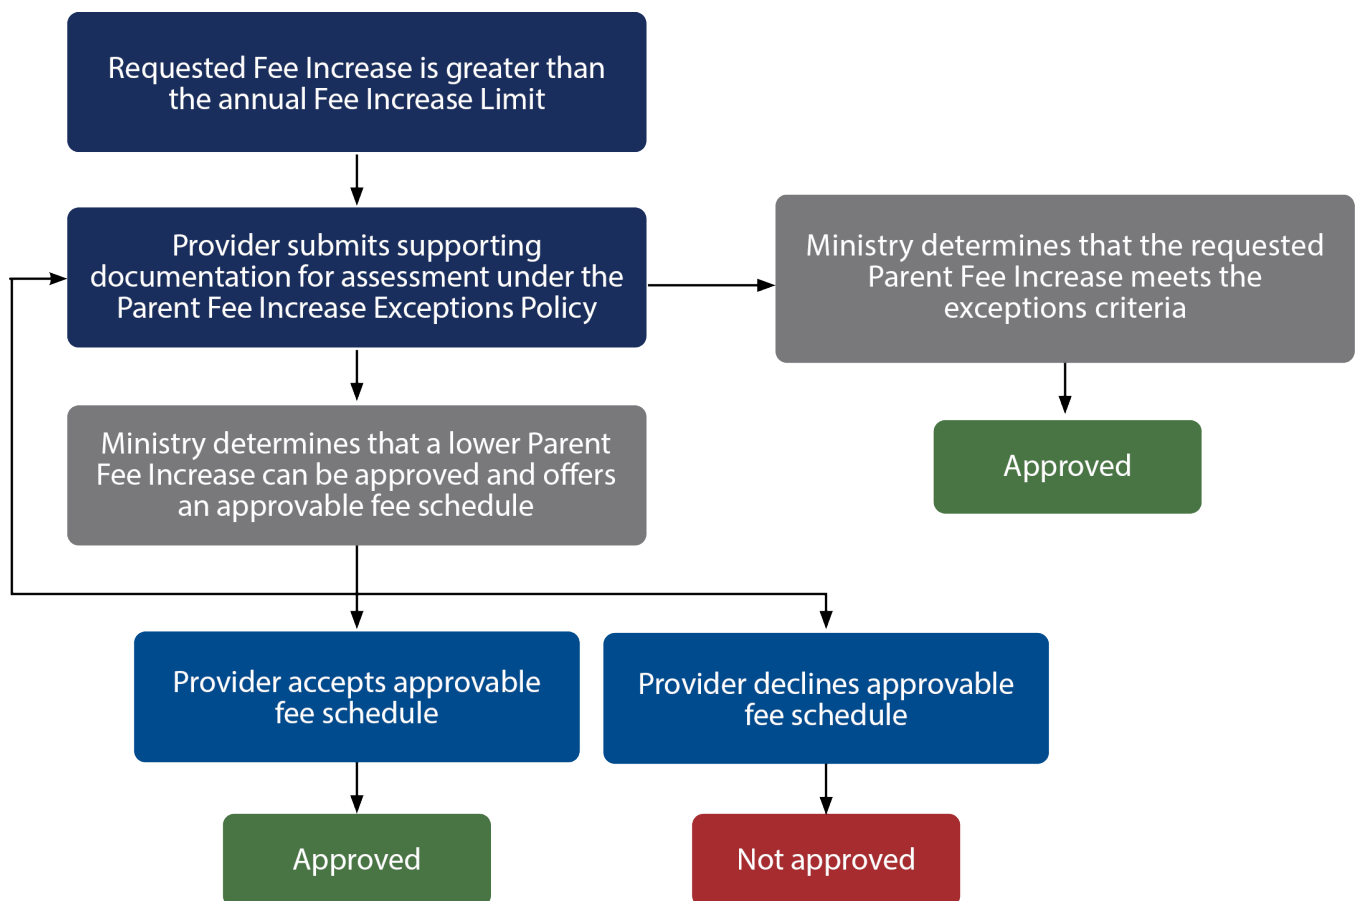 Requested Fee Increase is greater than
the annual Fee Increase Limit
Provider submits supporting
documentation for assessment under the
Parent Fee Increase Exceptions Policy
Ministry determines that the requested
Parent Fee Increase meets the
exceptions criteria
Approved
Ministry determines that a lower Parent
Fee Increase can be approved and offers
an approvable fee schedule
Provider accepts approvable
fee schedule
Provider declines approvable
fee schedule
Approved
Not approved